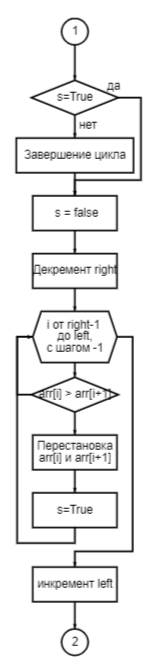 1
s=True
да
нет
Завершение цикла
s = false
Декремент right
i от right-1
до left,
с шагом -1
arr[i] > arr[i+1]
Перестановка
arr[i] и arr[i+1]
s=True
инкремент left
2